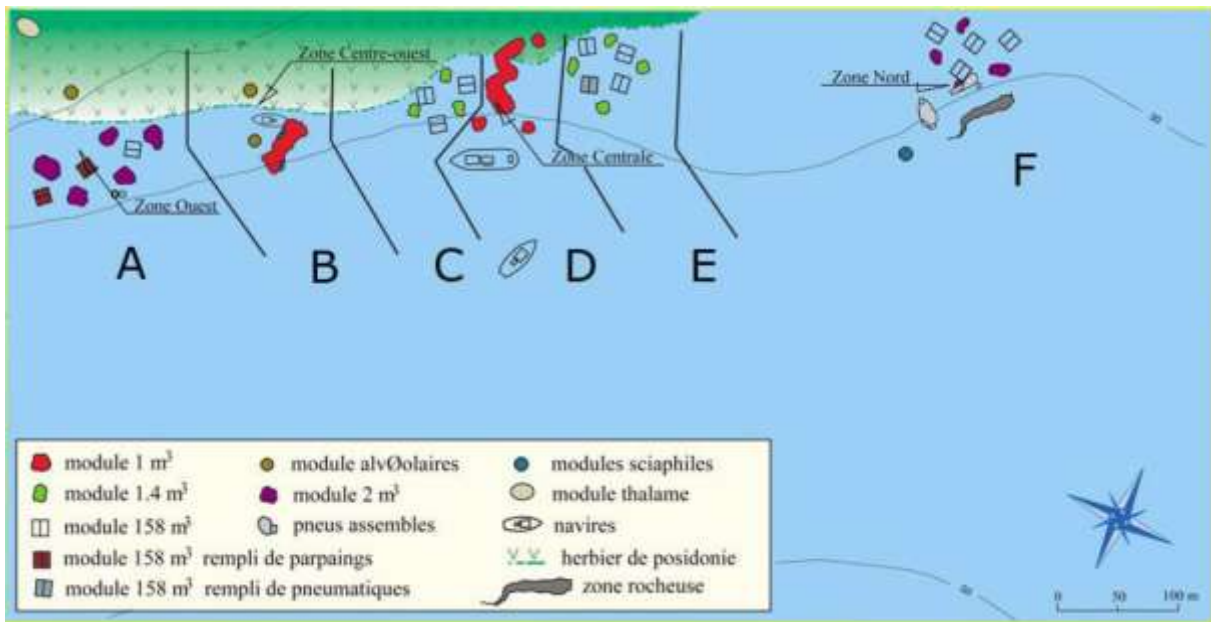 Zone Centre-ouest
Zone Nord
30
Zone Centrale
Zone Ouest
A
B
C
D
E
F
module 1 m³
module 1.4 m³
module 158 m³
module 158 m³ rempli de parpaings
module 158 m³ rempli de pneumatiques
module alvØolaires
module 2 m³
pneus assembles
modules sciaphiles
module thalame
navires
herbier de posidonie
zone rocheuse
0 50 100 m